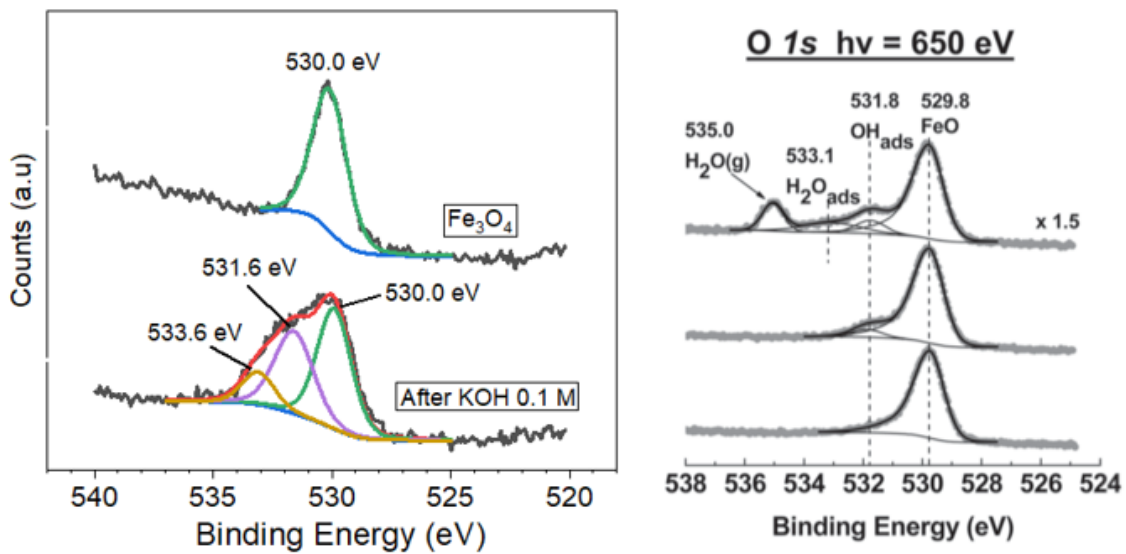 530.0 eV
Fe₃O₄
531.6 eV
530.0 eV
533.6 eV
After KOH 0.1 M
Counts (a.u)
540 535 530 525 520
Binding Energy (eV)
O 1s hν = 650 eV
535.0
H₂O(g)
533.1
H₂Oads
531.8
OHads
529.8
FeO
x 1.5
538 536 534 532 530 528 526 524
Binding Energy (eV)